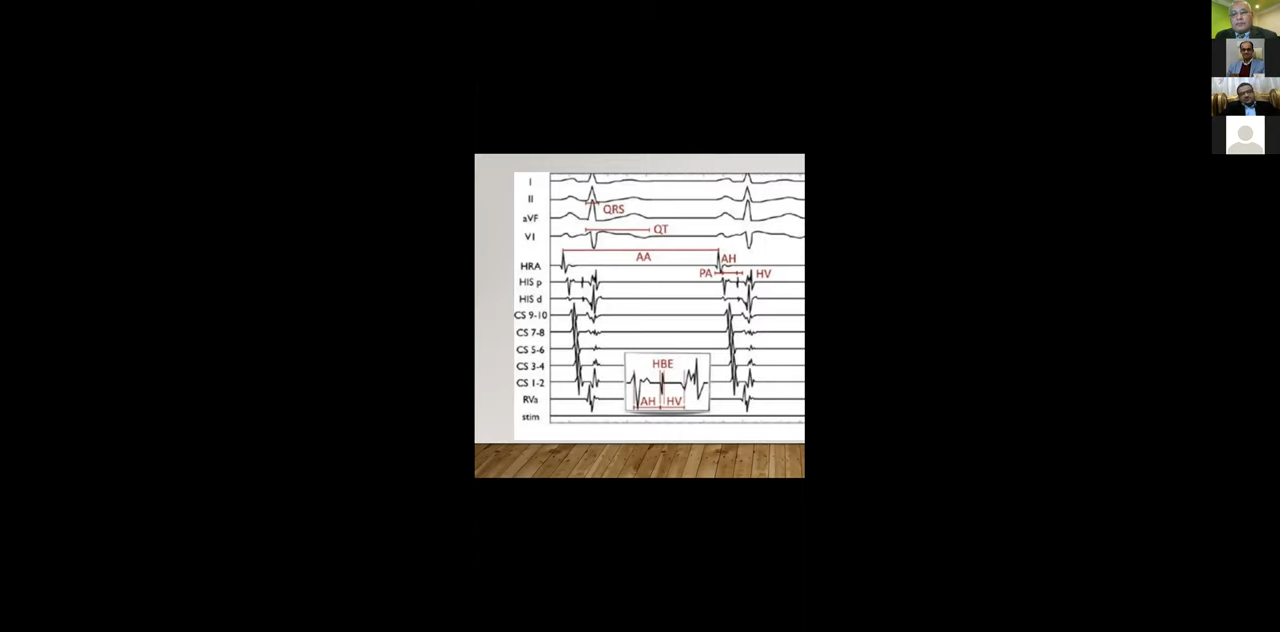 I
II
QRS
aVF
QT
V1
AA
AH
HRA
PA
HV
HIS p
HIS d
CS 9-10
CS 7-8
CS 5-6
HBE
CS 3-4
CS 1-2
AH HV
RVa
stim